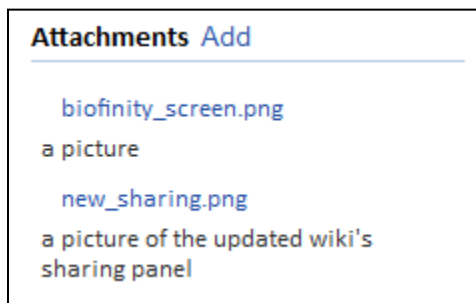 Attachments Add
biofinity_screen.png
a picture
new_sharing.png
a picture of the updated wiki's
sharing panel